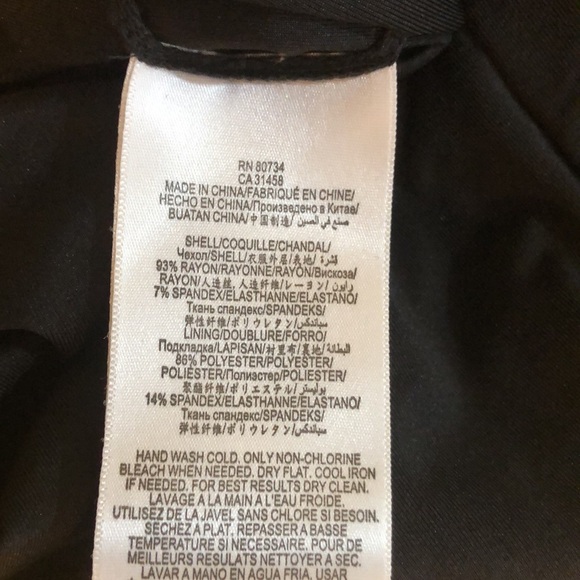 RN 80734
CA 31458
MADE IN CHINA/FABRIQUÉ EN CHINE/
HECHO EN CHINA/Произведено в Китае/
BUATAN CHINA/中国制造/ صنع في الصين
SHELL/COQUILLE/CHANDAL/
Чехол/SHELL/衣服外层/表地/ قشرة
93% RAYON/RAYONNE/RAYON/Вискоза/
RAYON/人造丝, 人造纤维/レーヨン/ رايون
7% SPANDEX/ELASTHANNE/ELASTANO/
Ткань спандекс/SPANDEKS/
弹性纤维/ポリウレタン/ سباندكس
LINING/DOUBLURE/FORRO/
Подкладка/LAPISAN/村里布/裏地/ البطانة
86% POLYESTER/POLYESTER/
POLIÉSTER/Полиэстер/POLIESTER/
聚酯纤维/ポリエステル/ بوليستر
14% SPANDEX/ELASTHANNE/ELASTANO/
Ткань спандекс/SPANDEKS/
弹性纤维/ポリウレタン/ سباندكس
HAND WASH COLD. ONLY NON-CHLORINE
BLEACH WHEN NEEDED. DRY FLAT. COOL IRON
IF NEEDED. FOR BEST RESULTS DRY CLEAN.
LAVAGE A LA MAIN A L'EAU FROIDE.
UTILISEZ DE LA JAVEL SANS CHLORE SI BESOIN.
SECHEZ A PLAT. REPASSER A BASSE
TEMPERATURE SI NECESSAIRE. POUR DE
MEILLEURS RESULATS NETTOYER A SEC.
LAVAR A MANO EN AGUA FRIA. USAR